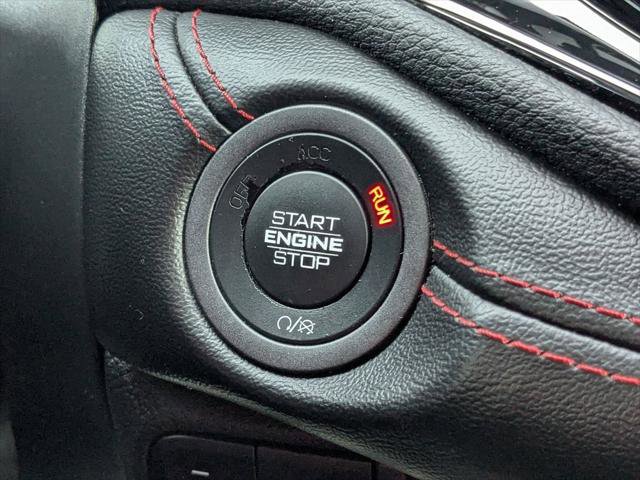 OFF
ACC
RUN
START
ENGINE
STOP